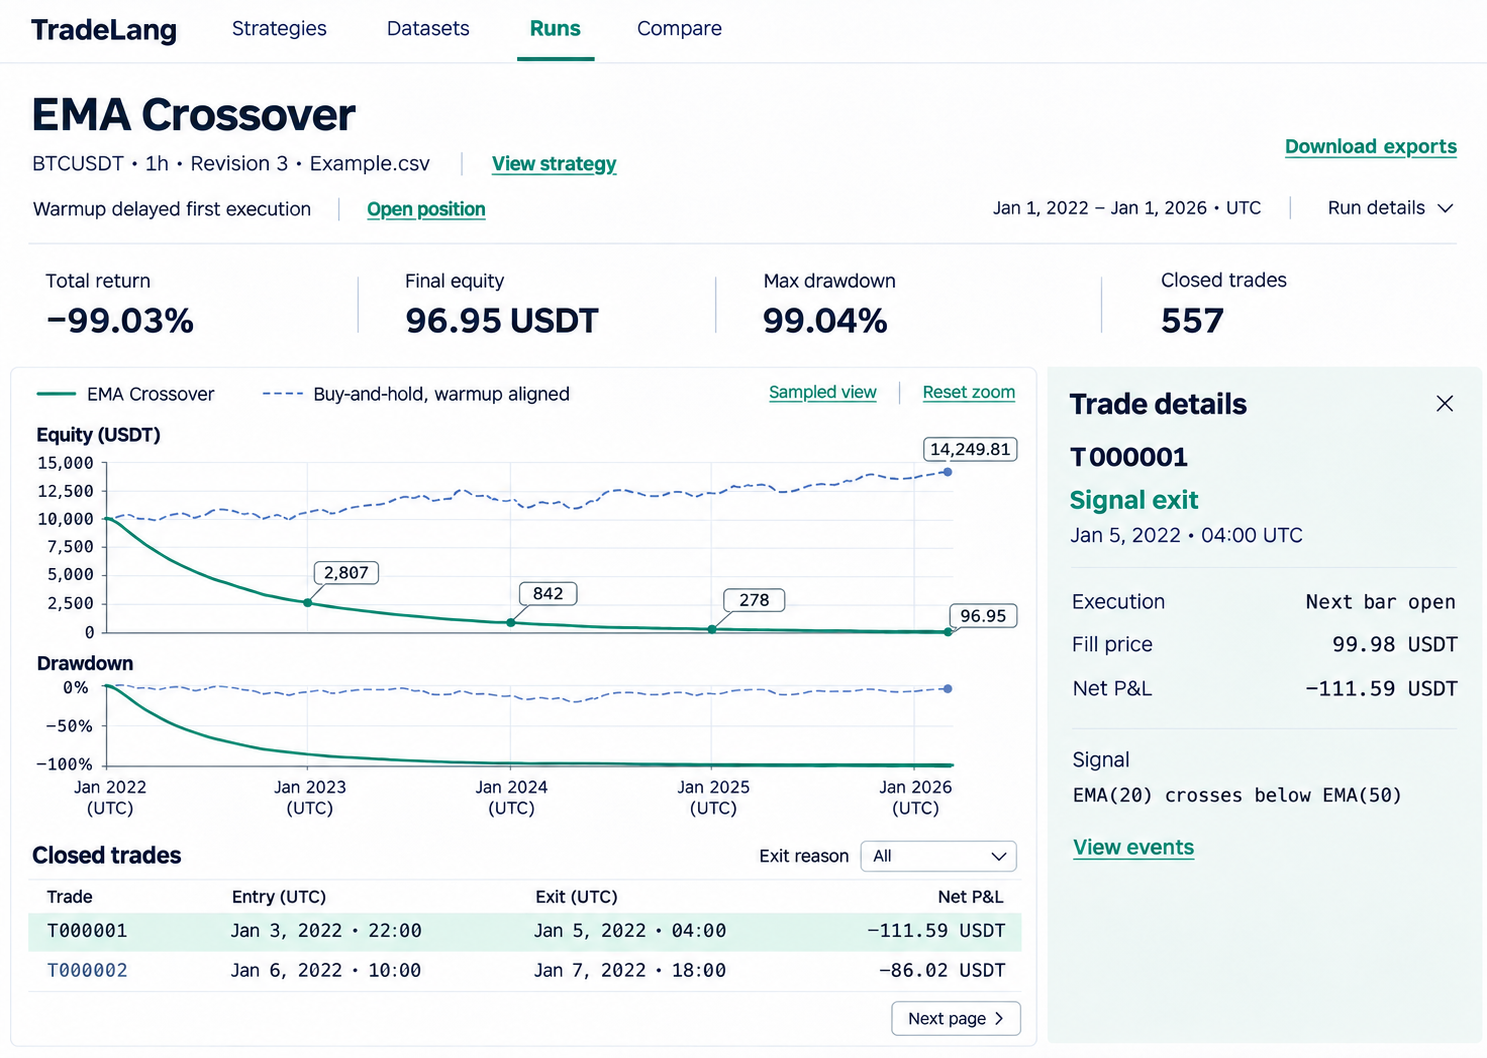 TradeLang Strategies Datasets Runs Compare
EMA Crossover
BTCUSDT • 1h • Revision 3 • Example.csv View strategy
Download exports
Warmup delayed first execution Open position
Jan 1, 2022 – Jan 1, 2026 • UTC Run details
Total return
−99.03%
Final equity
96.95 USDT
Max drawdown
99.04%
Closed trades
557
EMA Crossover Buy-and-hold, warmup aligned Sampled view Reset zoom
Equity (USDT)
15,000
12,500
10,000
7,500
5,000
2,500
0
14,249.81
2,807
842
278
96.95
Drawdown
0%
−50%
−100%
Jan 2022 Jan 2023 Jan 2024 Jan 2025 Jan 2026
(UTC) (UTC) (UTC) (UTC) (UTC)
Closed trades Exit reason All
Trade Entry (UTC) Exit (UTC) Net P&L
T000001 Jan 3, 2022 • 22:00 Jan 5, 2022 • 04:00 −111.59 USDT
T000002 Jan 6, 2022 • 10:00 Jan 7, 2022 • 18:00 −86.02 USDT
Next page
Trade details
T000001
Signal exit
Jan 5, 2022 • 04:00 UTC
Execution Next bar open
Fill price 99.98 USDT
Net P&L −111.59 USDT
Signal
EMA(20) crosses below EMA(50)
View events